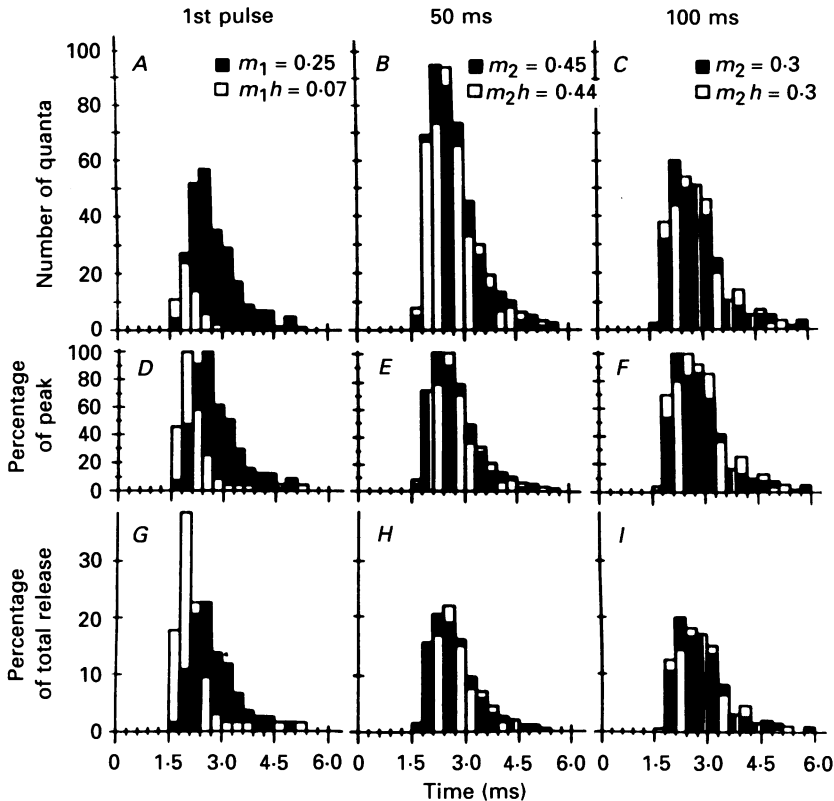 1st pulse
50 ms
100 ms
Number of quanta
100
80
60
40
20
0
A
m1 = 0·25
m1h = 0·07
B
m2 = 0·45
m2h = 0·44
C
m2 = 0·3
m2h = 0·3
Percentage
of peak
100
80
60
40
20
0
D
E
F
Percentage
of total release
30
20
10
0
G
H
I
0 1·5 3·0 4·5 6·0 0 1·5 3·0 4·5 6·0 0 1·5 3·0 4·5 6·0
Time (ms)